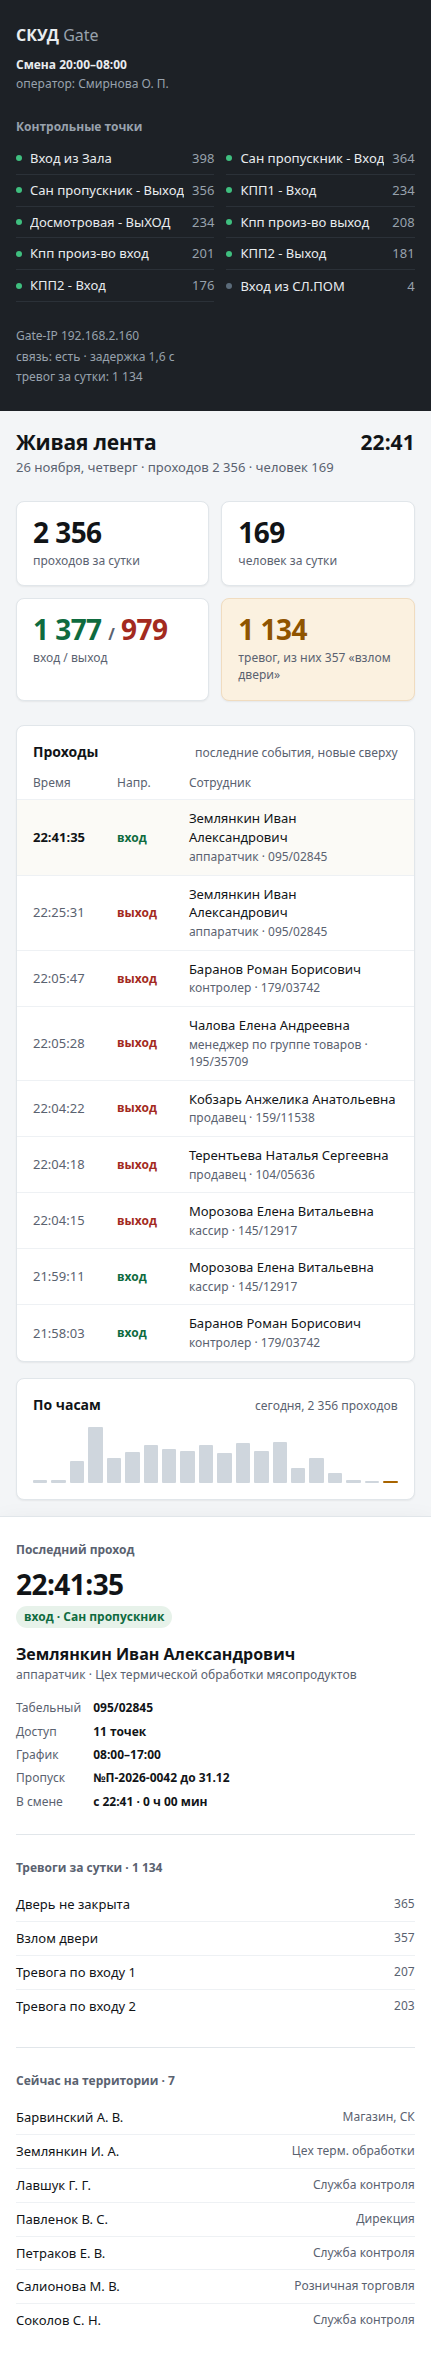 СКУД Gate
Смена 20:00–08:00
оператор: Смирнова О. П.
Контрольные точки
Вход из Зала 398
Сан пропускник - Вход 364
Сан пропускник - Выход 356
КПП1 - Вход 234
Досмотровая - ВыХОД 234
Кпп произ-во выход 208
Кпп произ-во вход 201
КПП2 - Выход 181
КПП2 - Вход 176
Вход из СЛ.ПОМ 4
Gate-IP 192.168.2.160
связь: есть · задержка 1,6 с
тревог за сутки: 1 134
Живая лента 22:41
26 ноября, четверг · проходов 2 356 · человек 169
2 356
проходов за сутки
169
человек за сутки
1 377 / 979
вход / выход
1 134
тревог, из них 357 «взлом
двери»
Проходы последние события, новые сверху
Время Напр. Сотрудник
22:41:35 вход Землянкин Иван
Александрович
аппаратчик · 095/02845
22:25:31 выход Землянкин Иван
Александрович
аппаратчик · 095/02845
22:05:47 выход Баранов Роман Борисович
контролер · 179/03742
22:05:28 выход Чалова Елена Андреевна
менеджер по группе товаров ·
195/35709
22:04:22 выход Кобзарь Анжелика Анатольевна
продавец · 159/11538
22:04:18 выход Терентьева Наталья Сергеевна
продавец · 104/05636
22:04:15 выход Морозова Елена Витальевна
кассир · 145/12917
21:59:11 вход Морозова Елена Витальевна
кассир · 145/12917
21:58:03 вход Баранов Роман Борисович
контролер · 179/03742
По часам сегодня, 2 356 проходов
Последний проход
22:41:35
вход · Сан пропускник
Землянкин Иван Александрович
аппаратчик · Цех термической обработки мясопродуктов
Табельный 095/02845
Доступ 11 точек
График 08:00–17:00
Пропуск №П-2026-0042 до 31.12
В смене с 22:41 · 0 ч 00 мин
Тревоги за сутки · 1 134
Дверь не закрыта 365
Взлом двери 357
Тревога по входу 1 207
Тревога по входу 2 203
Сейчас на территории · 7
Барвинский А. В. Магазин, СК
Землянкин И. А. Цех терм. обработки
Лавшук Г. Г. Служба контроля
Павленок В. С. Дирекция
Петраков Е. В. Служба контроля
Салионова М. В. Розничная торговля
Соколов С. Н. Служба контроля